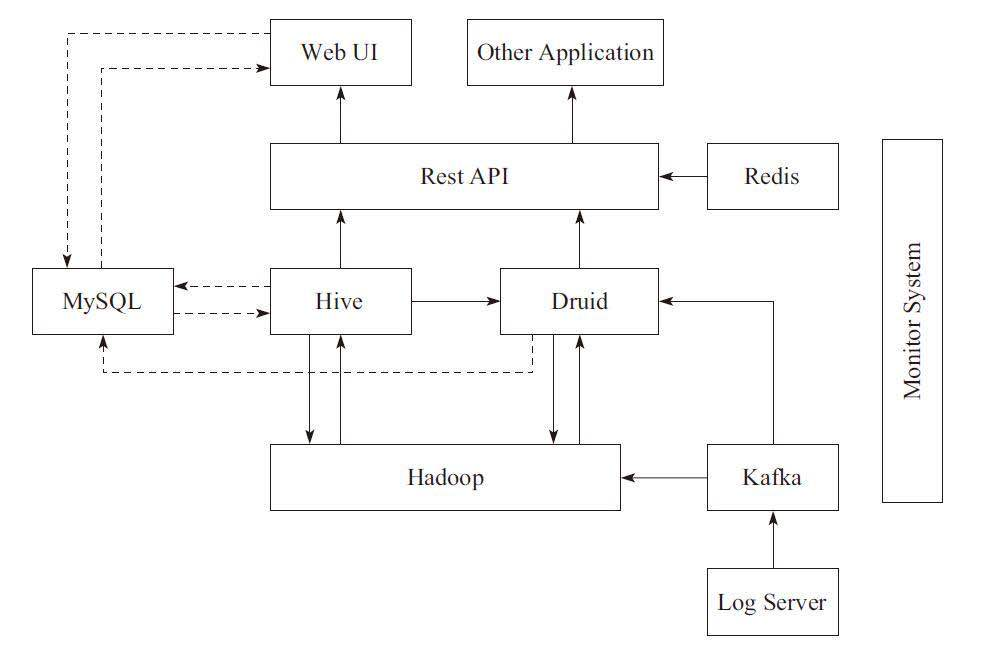 Web UI
Other Application
Rest API
Redis
MySQL
Hive
Druid
Monitor System
Hadoop
Kafka
Log Server